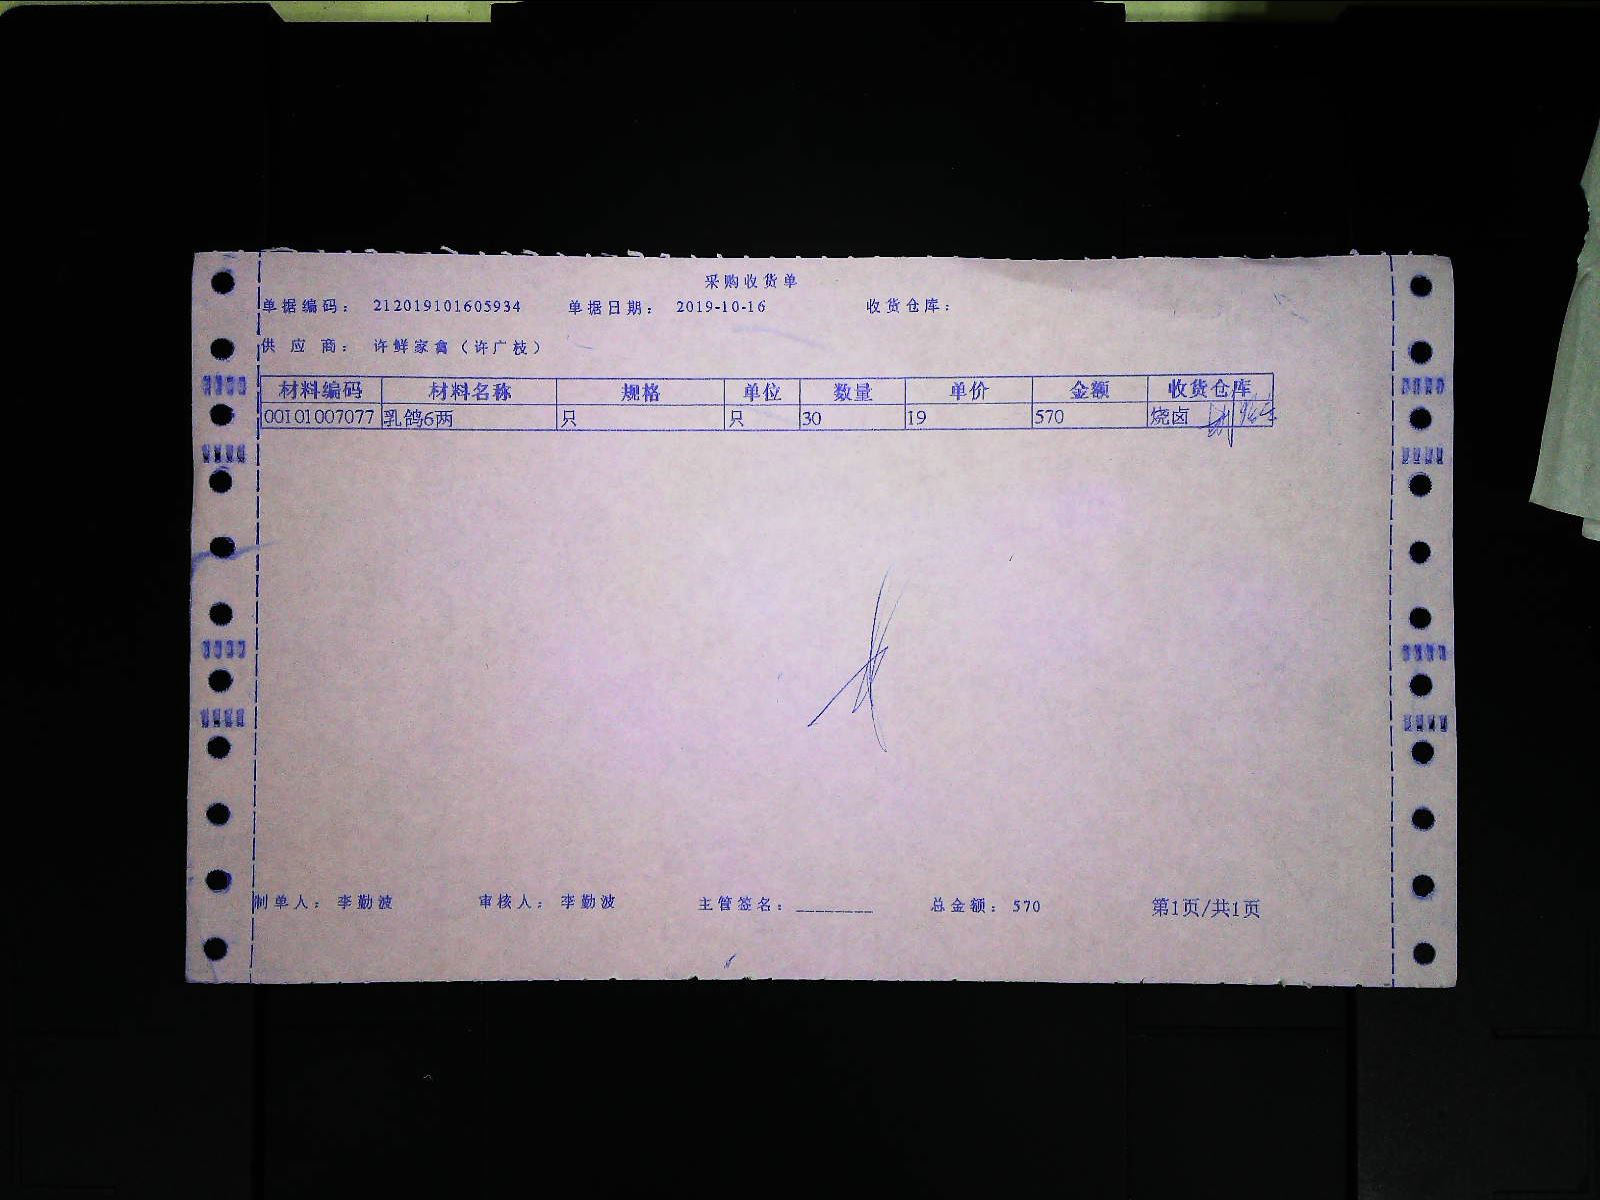 采购收货单
单据编码： 212019101605934 单据日期： 2019-10-16 收货仓库：
供 应 商： 许鲜家禽（许广枝）
材料编码 材料名称 规格 单位 数量 单价 金额 收货仓库
00101007077 乳鸽6两 只 只 30 19 570 烧卤
制单人： 李勤波 审核人： 李勤波 主管签名：________ 总金额： 570 第1页/共1页